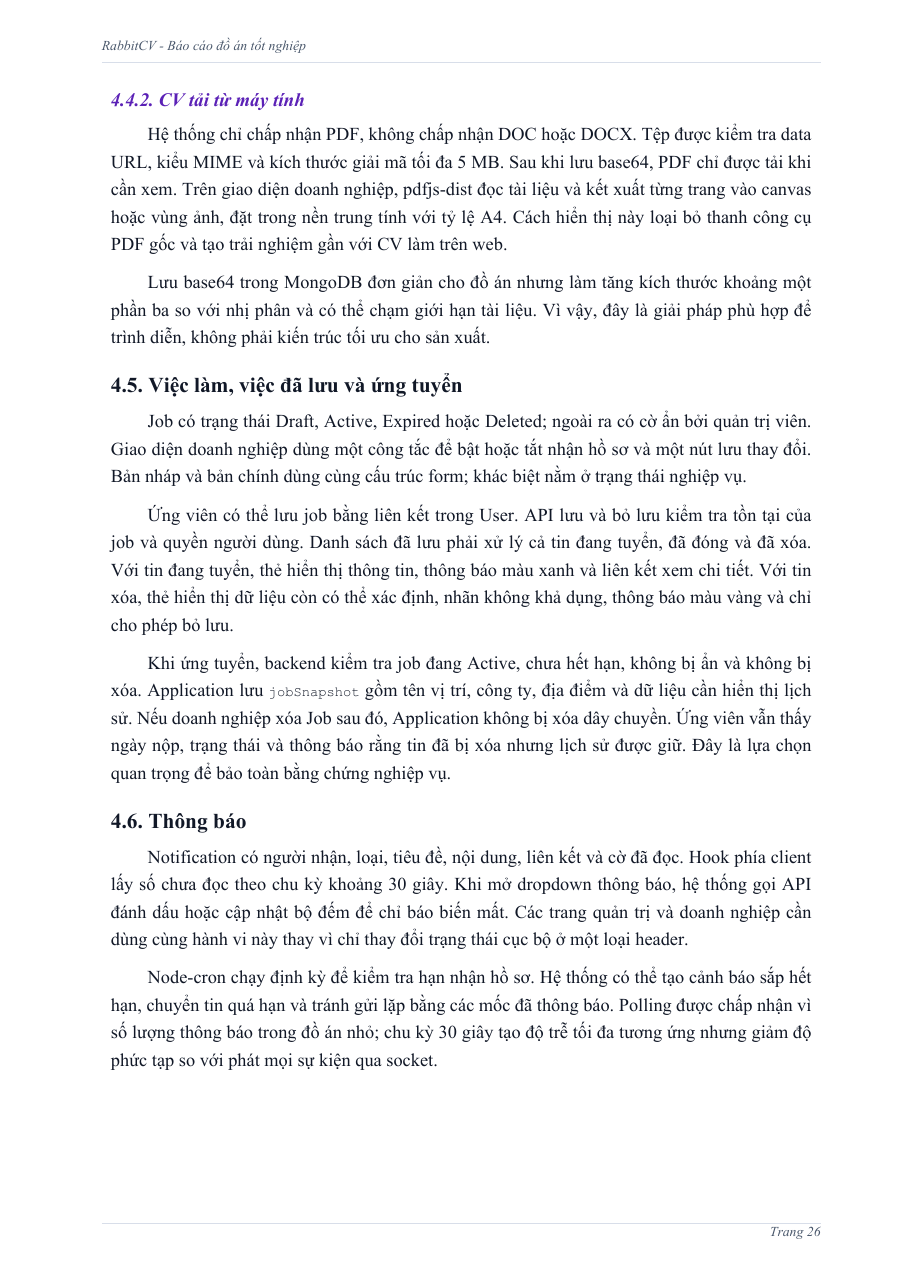 RabbitCV - Báo cáo đồ án tốt nghiệp
4.4.2. CV tải từ máy tính
Hệ thống chỉ chấp nhận PDF, không chấp nhận DOC hoặc DOCX. Tệp được kiểm tra data
URL, kiểu MIME và kích thước giải mã tối đa 5 MB. Sau khi lưu base64, PDF chỉ được tải khi
cần xem. Trên giao diện doanh nghiệp, pdfjs-dist đọc tài liệu và kết xuất từng trang vào canvas
hoặc vùng ảnh, đặt trong nền trung tính với tỷ lệ A4. Cách hiển thị này loại bỏ thanh công cụ
PDF gốc và tạo trải nghiệm gần với CV làm trên web.
Lưu base64 trong MongoDB đơn giản cho đồ án nhưng làm tăng kích thước khoảng một
phần ba so với nhị phân và có thể chạm giới hạn tài liệu. Vì vậy, đây là giải pháp phù hợp để
trình diễn, không phải kiến trúc tối ưu cho sản xuất.
4.5. Việc làm, việc đã lưu và ứng tuyển
Job có trạng thái Draft, Active, Expired hoặc Deleted; ngoài ra có cờ ẩn bởi quản trị viên.
Giao diện doanh nghiệp dùng một công tắc để bật hoặc tắt nhận hồ sơ và một nút lưu thay đổi.
Bản nháp và bản chính dùng cùng cấu trúc form; khác biệt nằm ở trạng thái nghiệp vụ.
Ứng viên có thể lưu job bằng liên kết trong User. API lưu và bỏ lưu kiểm tra tồn tại của
job và quyền người dùng. Danh sách đã lưu phải xử lý cả tin đang tuyển, đã đóng và đã xóa.
Với tin đang tuyển, thẻ hiển thị thông tin, thông báo màu xanh và liên kết xem chi tiết. Với tin
xóa, thẻ hiển thị dữ liệu còn có thể xác định, nhãn không khả dụng, thông báo màu vàng và chỉ
cho phép bỏ lưu.
Khi ứng tuyển, backend kiểm tra job đang Active, chưa hết hạn, không bị ẩn và không bị
xóa. Application lưu jobSnapshot gồm tên vị trí, công ty, địa điểm và dữ liệu cần hiển thị lịch
sử. Nếu doanh nghiệp xóa Job sau đó, Application không bị xóa dây chuyền. Ứng viên vẫn thấy
ngày nộp, trạng thái và thông báo rằng tin đã bị xóa nhưng lịch sử được giữ. Đây là lựa chọn
quan trọng để bảo toàn bằng chứng nghiệp vụ.
4.6. Thông báo
Notification có người nhận, loại, tiêu đề, nội dung, liên kết và cờ đã đọc. Hook phía client
lấy số chưa đọc theo chu kỳ khoảng 30 giây. Khi mở dropdown thông báo, hệ thống gọi API
đánh dấu hoặc cập nhật bộ đếm để chỉ báo biến mất. Các trang quản trị và doanh nghiệp cần
dùng cùng hành vi này thay vì chỉ thay đổi trạng thái cục bộ ở một loại header.
Node-cron chạy định kỳ để kiểm tra hạn nhận hồ sơ. Hệ thống có thể tạo cảnh báo sắp hết
hạn, chuyển tin quá hạn và tránh gửi lặp bằng các mốc đã thông báo. Polling được chấp nhận vì
số lượng thông báo trong đồ án nhỏ; chu kỳ 30 giây tạo độ trễ tối đa tương ứng nhưng giảm độ
phức tạp so với phát mọi sự kiện qua socket.
Trang 26